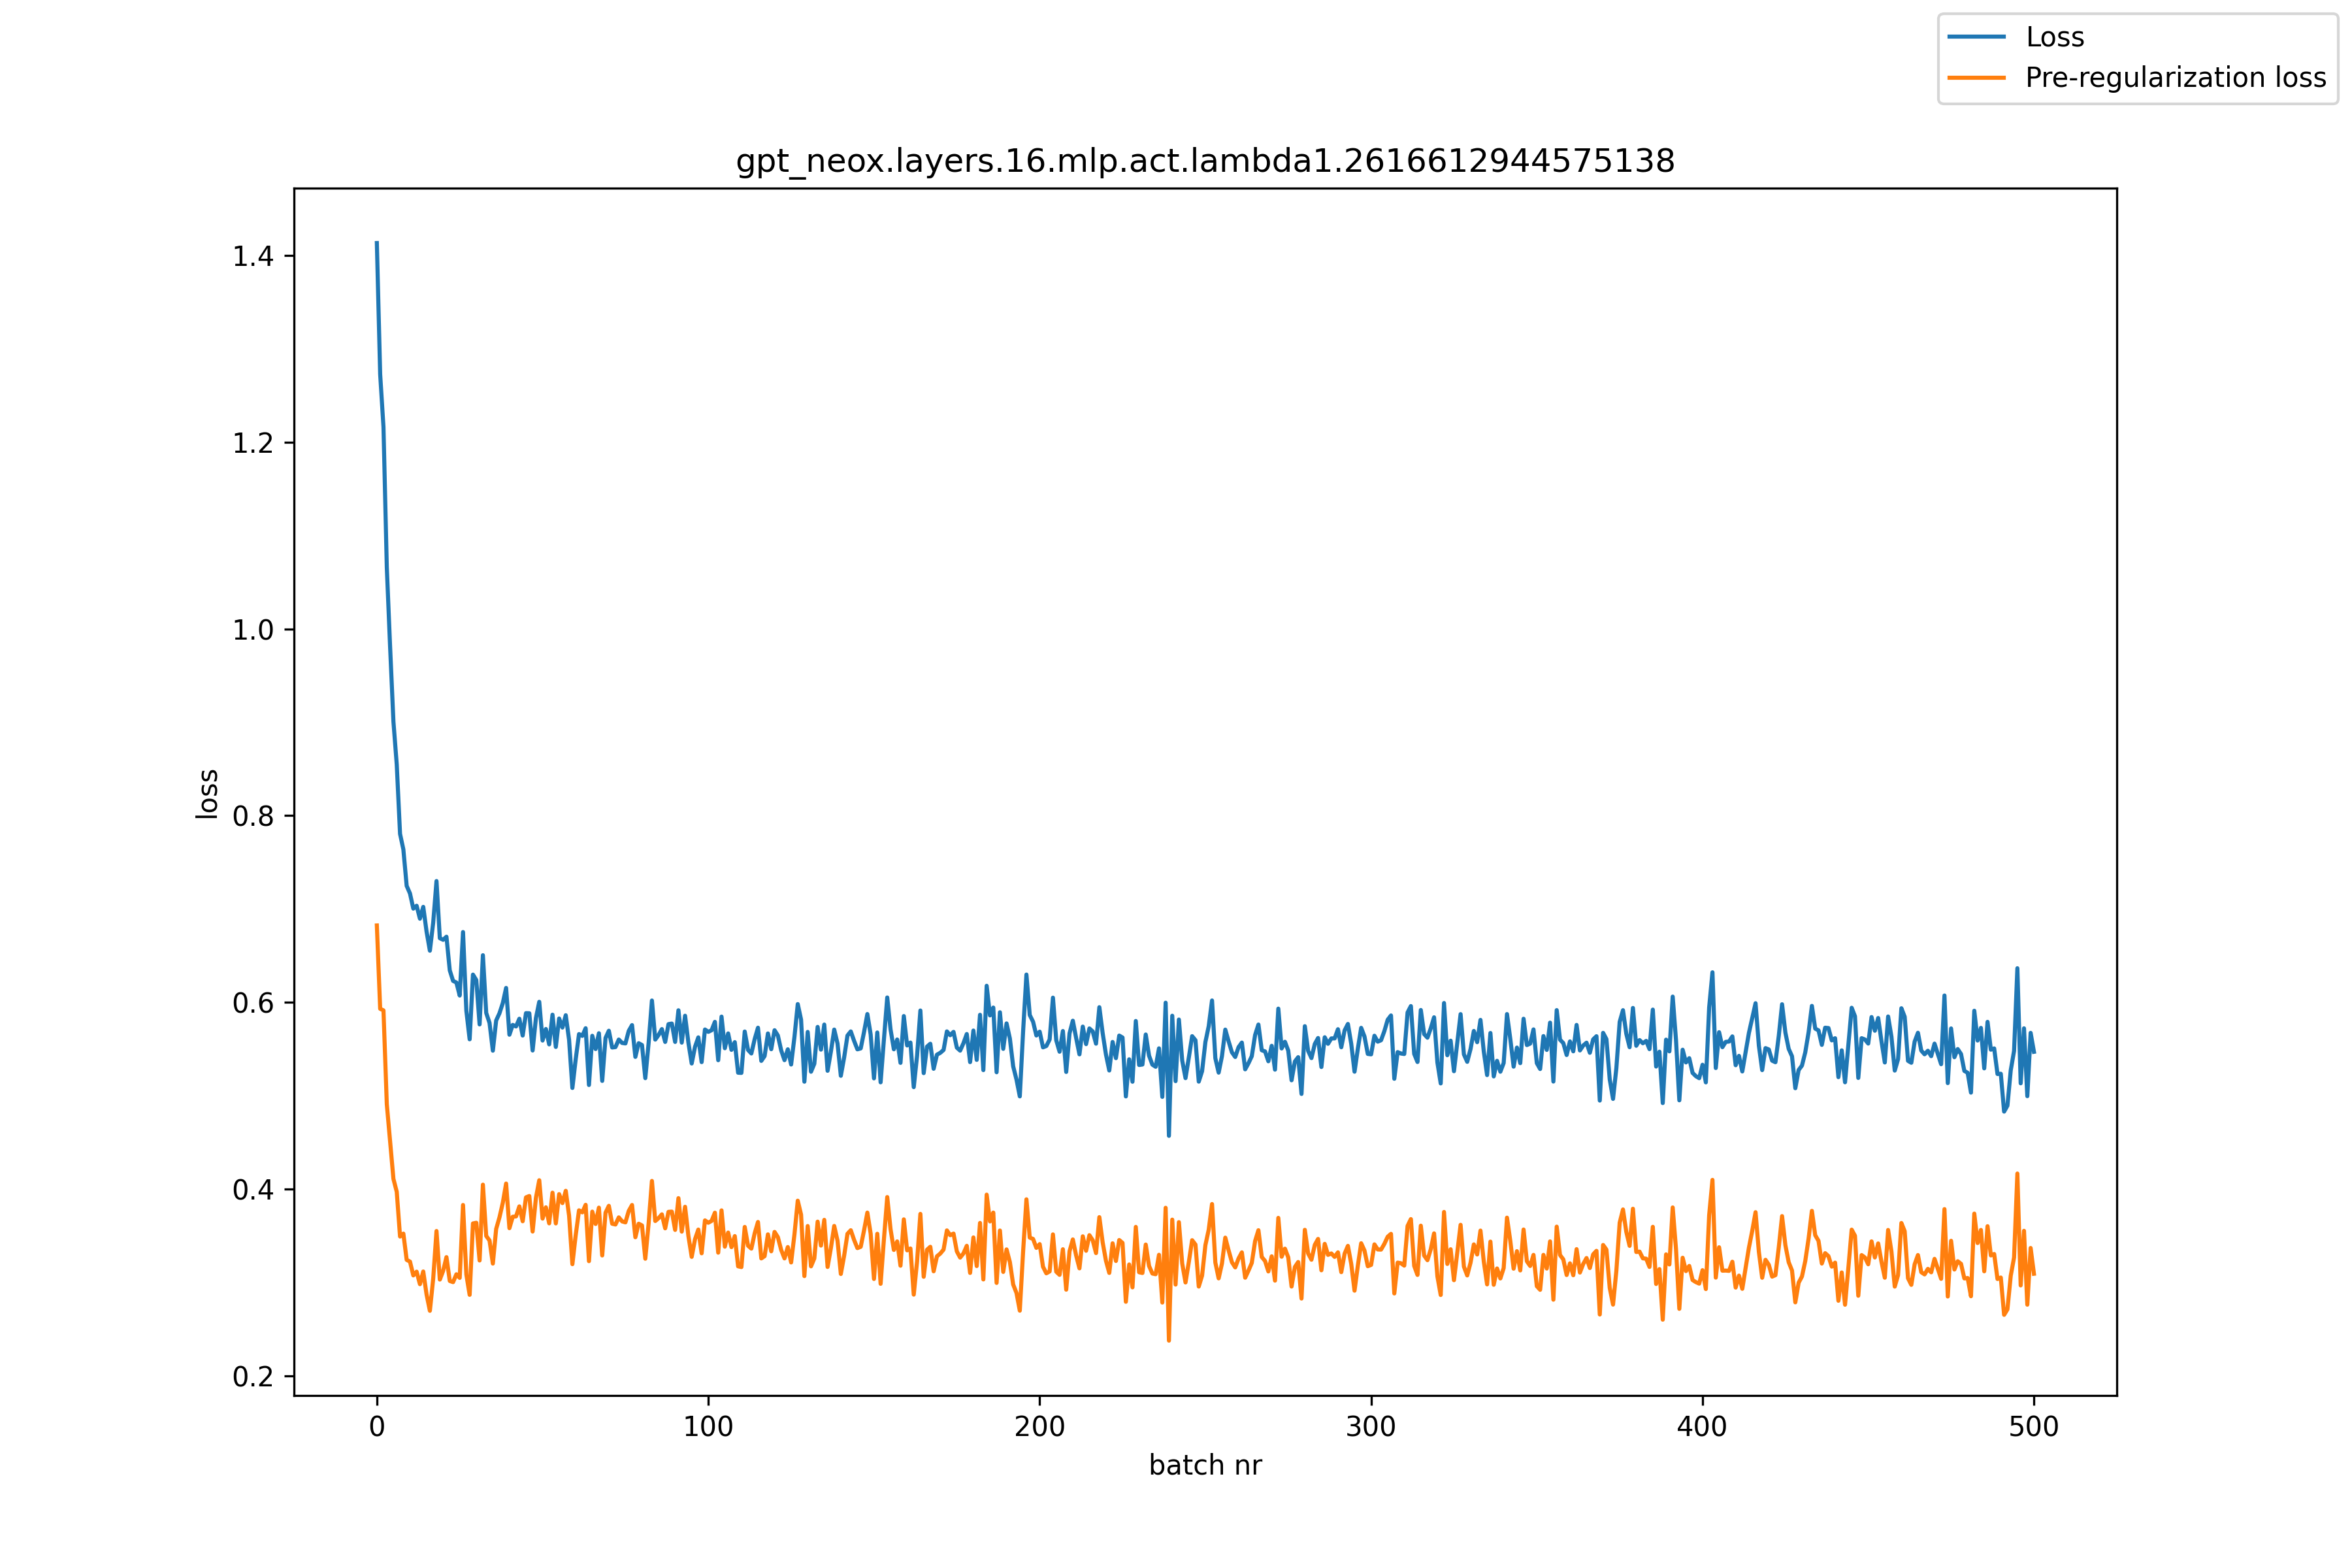 Loss
Pre-regularization loss
gpt_neox.layers.16.mlp.act.lambda1.2616612944575138
1.4
1.2
1.0
0.8
0.6
0.4
0.2
loss
0 100 200 300 400 500
batch nr